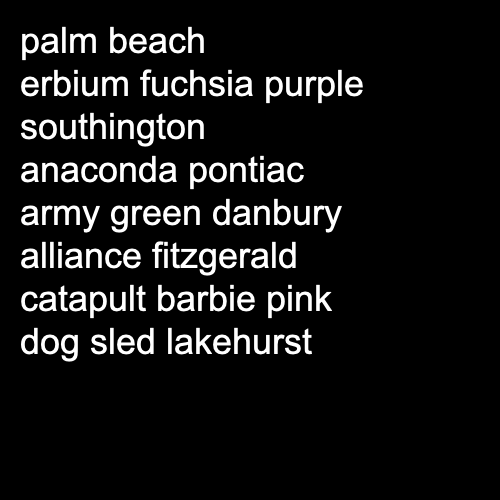 palm beach
erbium fuchsia purple
southington
anaconda pontiac
army green danbury
alliance fitzgerald
catapult barbie pink
dog sled lakehurst